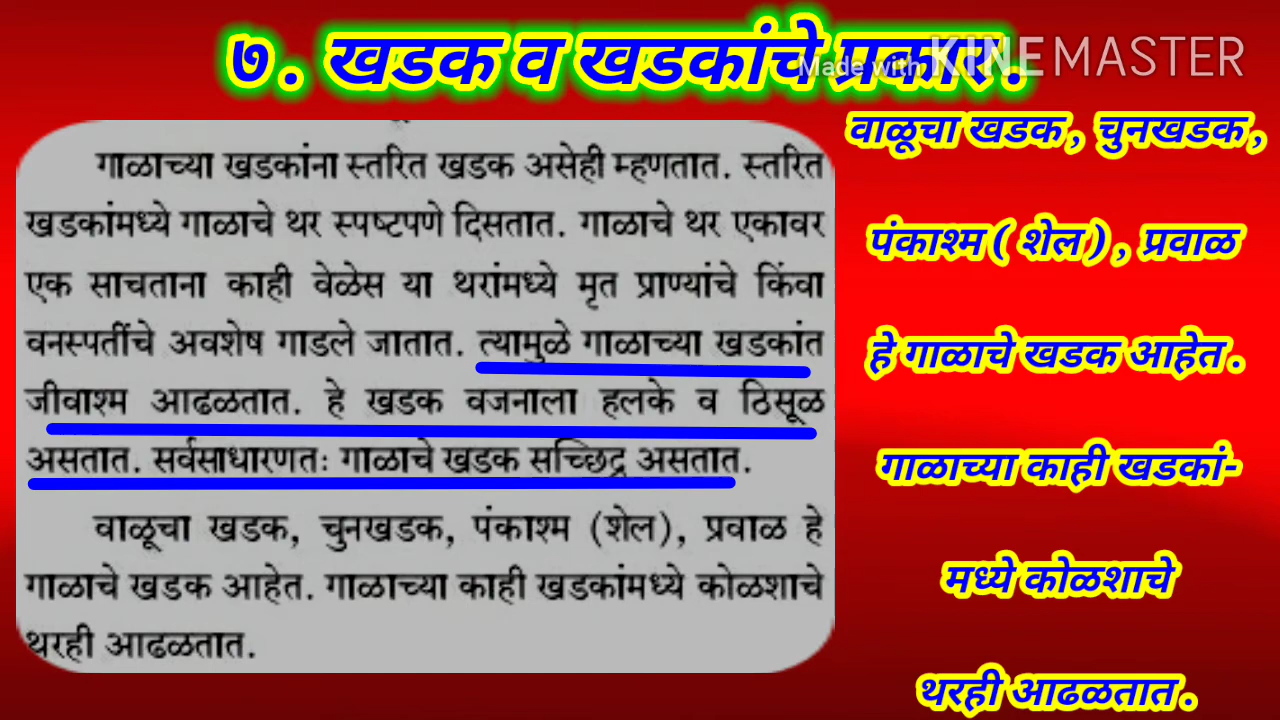 ७. खडक व खडकांचे प्रकार.
Made with KINEMASTER
गाळाच्या खडकांना स्तरित खडक असेही म्हणतात. स्तरित
खडकांमध्ये गाळाचे थर स्पष्टपणे दिसतात. गाळाचे थर एकावर
एक साचताना काही वेळेस या थरांमध्ये मृत प्राण्यांचे किंवा
वनस्पतींचे अवशेष गाडले जातात. त्यामुळे गाळाच्या खडकांत
जीवाश्म आढळतात. हे खडक वजनाला हलके व ठिसूळ
असतात. सर्वसाधारणतः गाळाचे खडक सच्छिद्र असतात.
वाळूचा खडक, चुनखडक, पंकाश्म (शेल), प्रवाळ हे
गाळाचे खडक आहेत. गाळाच्या काही खडकांमध्ये कोळशाचे
थरही आढळतात.
वाळूचा खडक, चुनखडक,
पंकाश्म ( शेल), प्रवाळ
हे गाळाचे खडक आहेत.
गाळाच्या काही खडकां-
मध्ये कोळशाचे
थरही आढळतात.